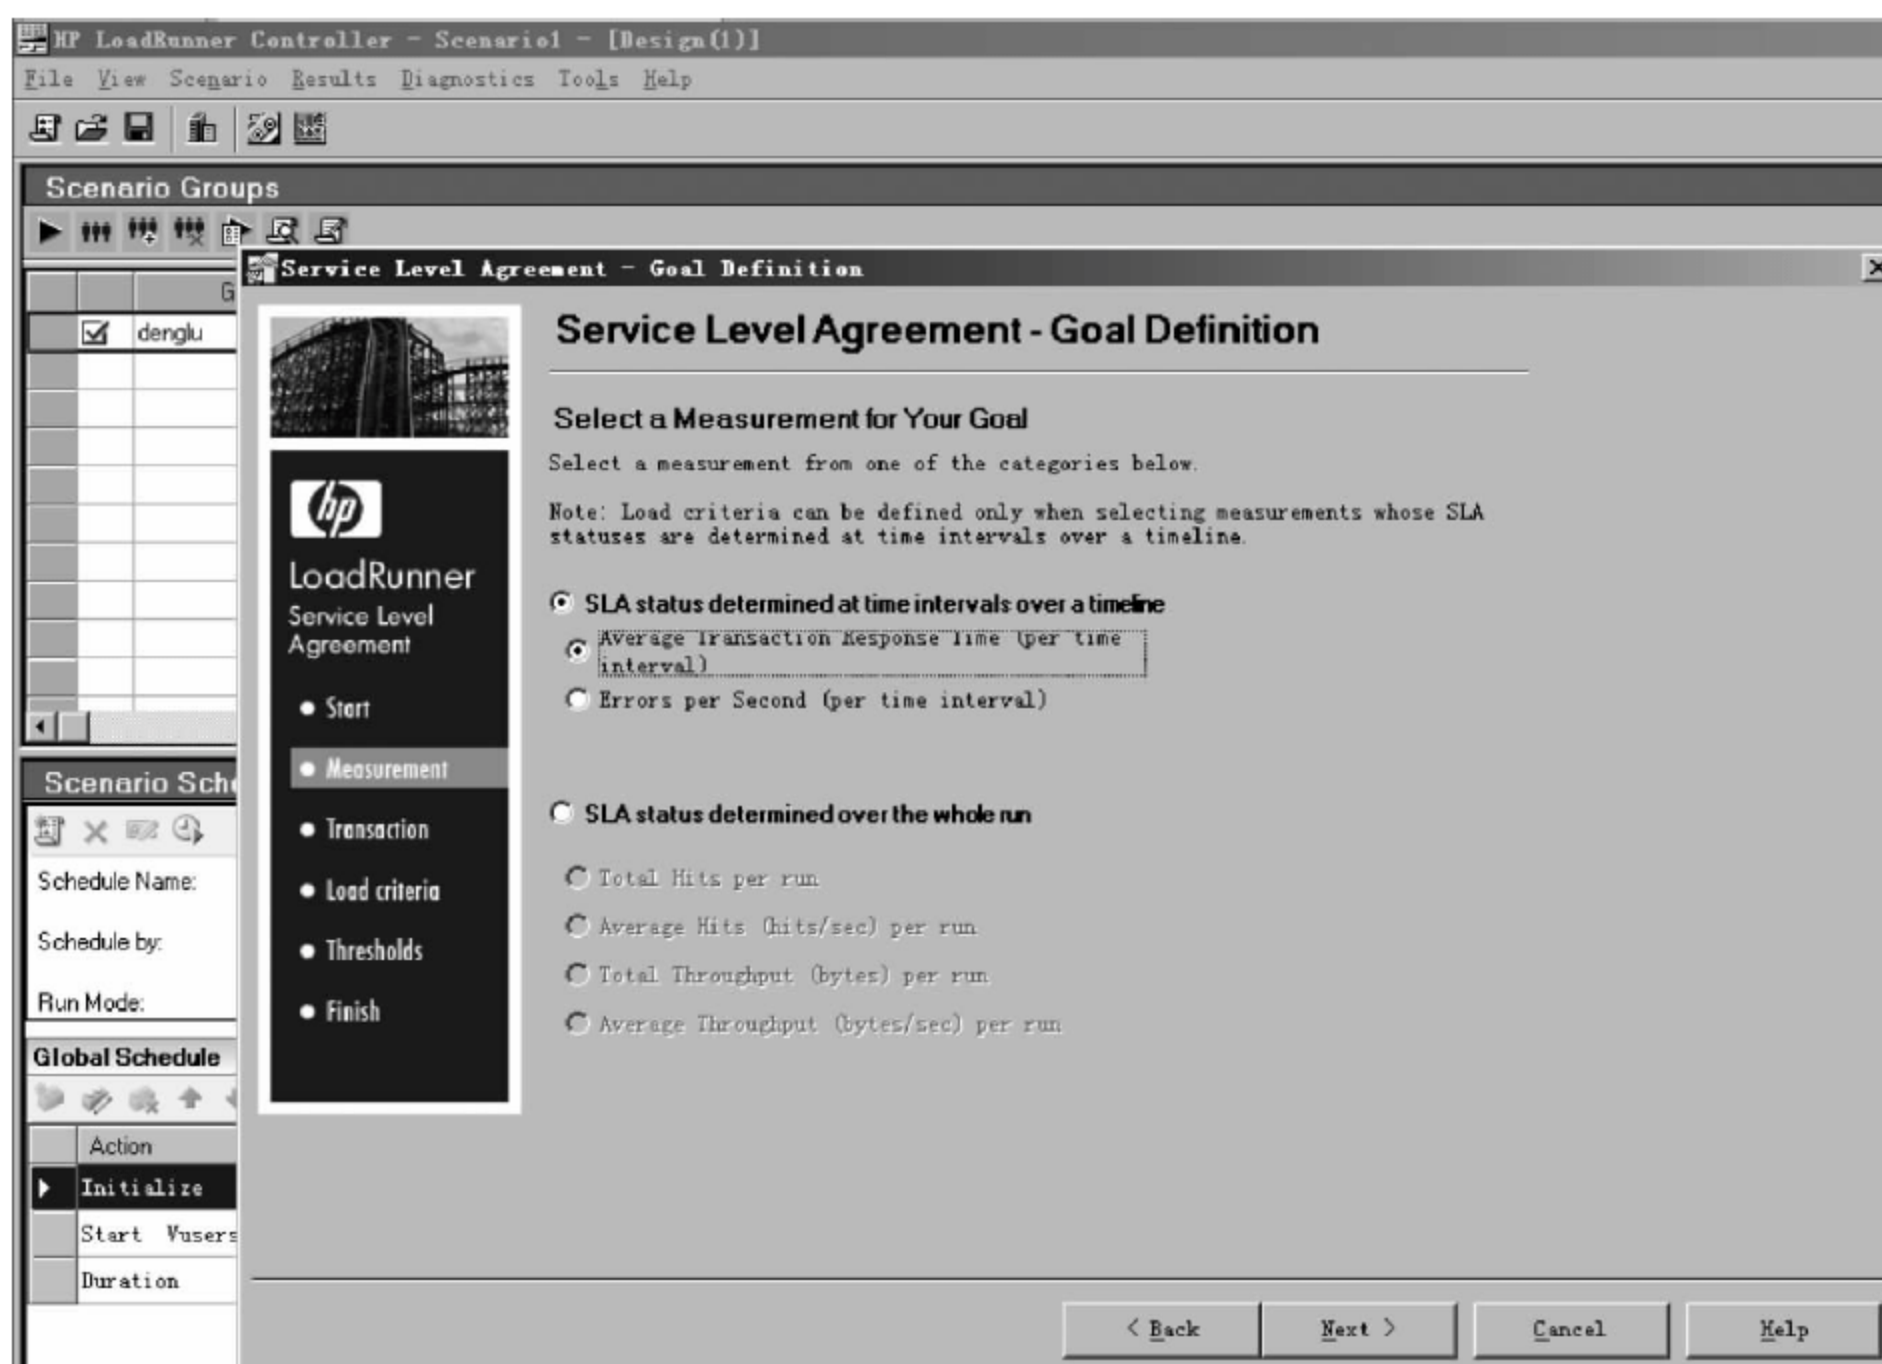 HP LoadRunner Controller - Scenario1 - [Design(1)]
File View Scenario Results Diagnostics Tools Help
Scenario Groups
Service Level Agreement - Goal Definition
G
denglu
Service Level Agreement - Goal Definition
Select a Measurement for Your Goal
Select a measurement from one of the categories below.
Note: Load criteria can be defined only when selecting measurements whose SLA
statuses are determined at time intervals over a timeline.
hp
LoadRunner
Service Level
Agreement
Start
Measurement
Transaction
Load criteria
Thresholds
Finish
SLA status determined at time intervals over a timeline
Average Transaction Response Time (per time
interval)
Errors per Second (per time interval)
SLA status determined over the whole run
Total Hits per run
Average Hits (hits/sec) per run
Total Throughput (bytes) per run
Average Throughput (bytes/sec) per run
Scenario Sche
Schedule Name:
Schedule by:
Run Mode:
Global Schedule
Action
Initialize
Start Vusers
Duration
< Back
Next >
Cancel
Help